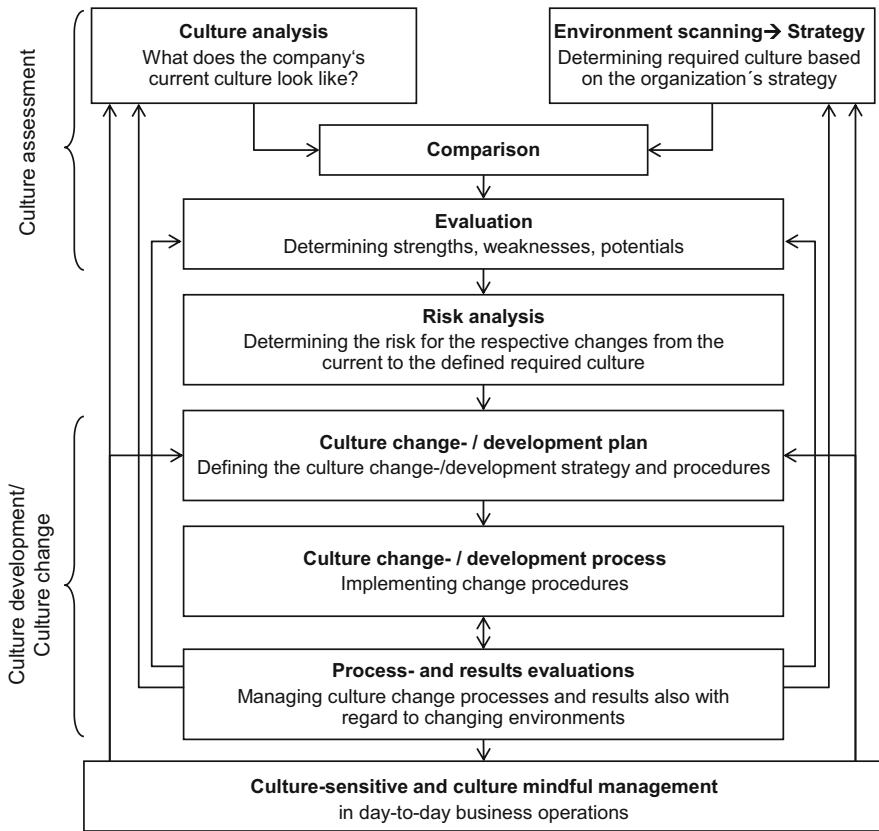 Culture analysis
What does the company‘s
current culture look like?
Environment scanning→ Strategy
Determining required culture based
on the organization´s strategy
Culture assessment
Comparison
Evaluation
Determining strengths, weaknesses, potentials
Risk analysis
Determining the risk for the respective changes from the
current to the defined required culture
Culture development/
Culture change
Culture change- / development plan
Defining the culture change-/development strategy and procedures
Culture change- / development process
Implementing change procedures
Process- and results evaluations
Managing culture change processes and results also with
regard to changing environments
Culture-sensitive and culture mindful management
in day-to-day business operations